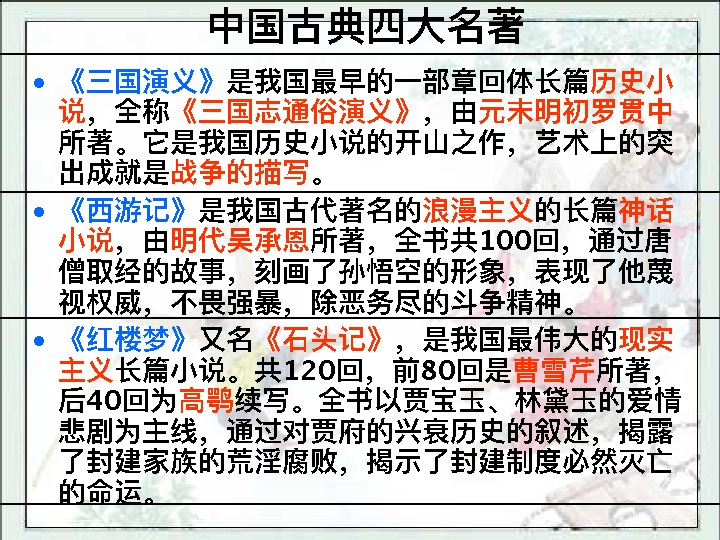 中国古典四大名著
• 《三国演义》是我国最早的一部章回体长篇历史小
说，全称《三国志通俗演义》，由元末明初罗贯中
所著。它是我国历史小说的开山之作，艺术上的突
出成就是战争的描写。
• 《西游记》是我国古代著名的浪漫主义的长篇神话
小说，由明代吴承恩所著，全书共100回，通过唐
僧取经的故事，刻画了孙悟空的形象，表现了他蔑
视权威，不畏强暴，除恶务尽的斗争精神。
• 《红楼梦》又名《石头记》，是我国最伟大的现实
主义长篇小说。共120回，前80回是曹雪芹所著，
后40回为高鹗续写。全书以贾宝玉、林黛玉的爱情
悲剧为主线，通过对贾府的兴衰历史的叙述，揭露
了封建家族的荒淫腐败，揭示了封建制度必然灭亡
的命运。